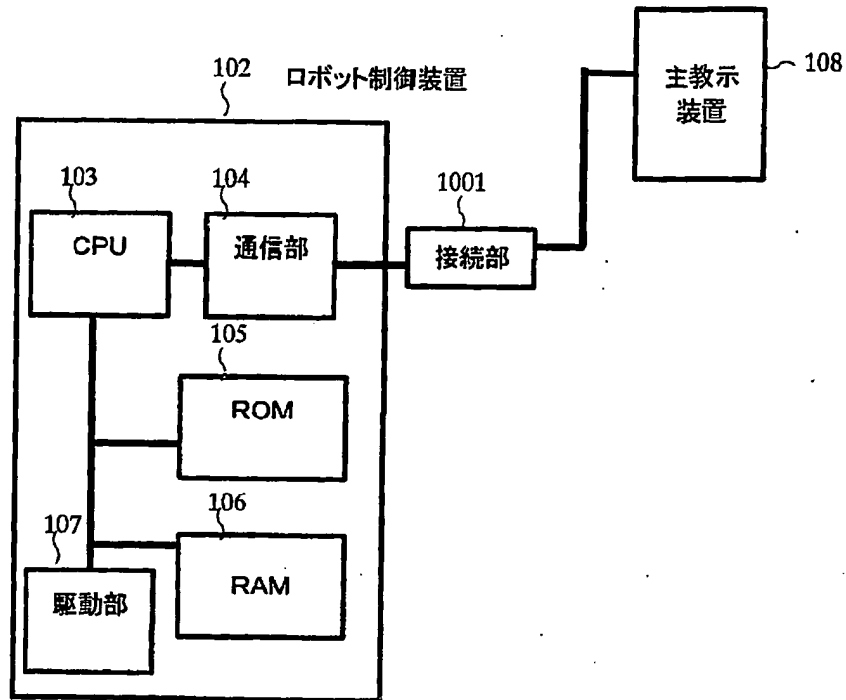 102
ロボット制御装置
主教示
装置
108
103
CPU
104
通信部
1001
接続部
105
ROM
106
RAM
107
駆動部